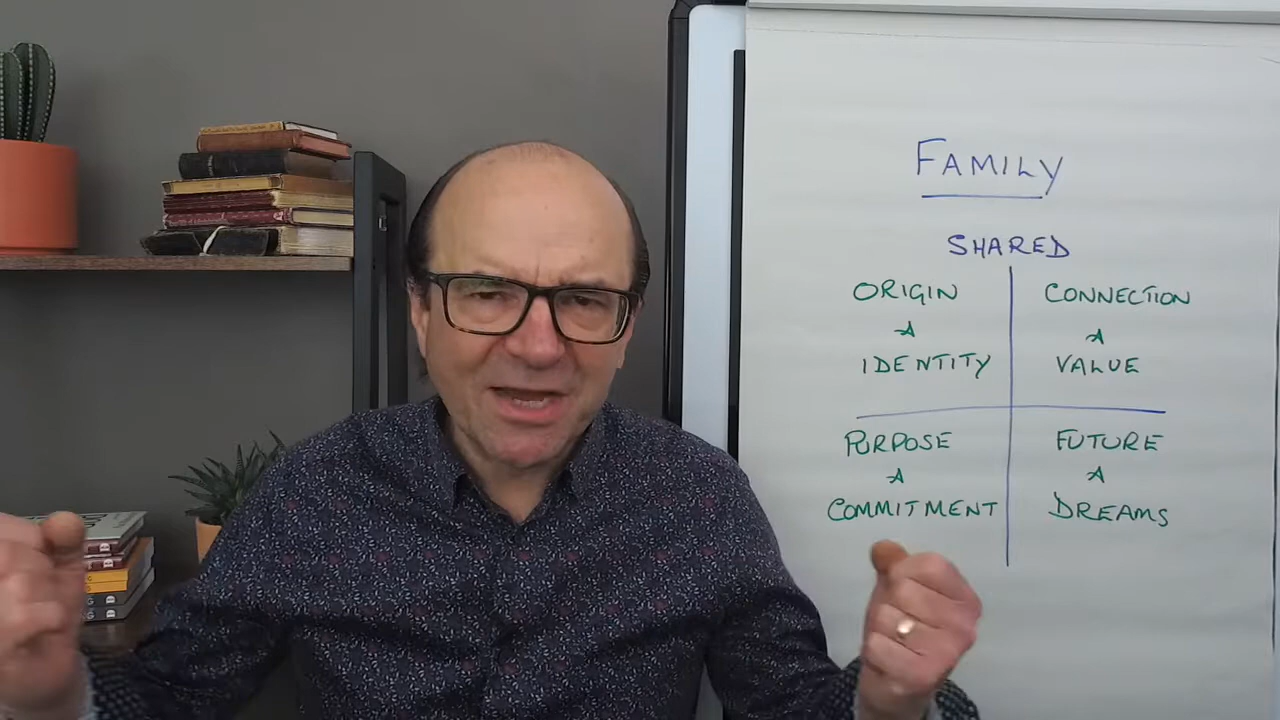 FAMILY
SHARED
ORIGIN
&
IDENTITY
CONNECTION
&
VALUE
PURPOSE
&
COMMITMENT
FUTURE
&
DREAMS